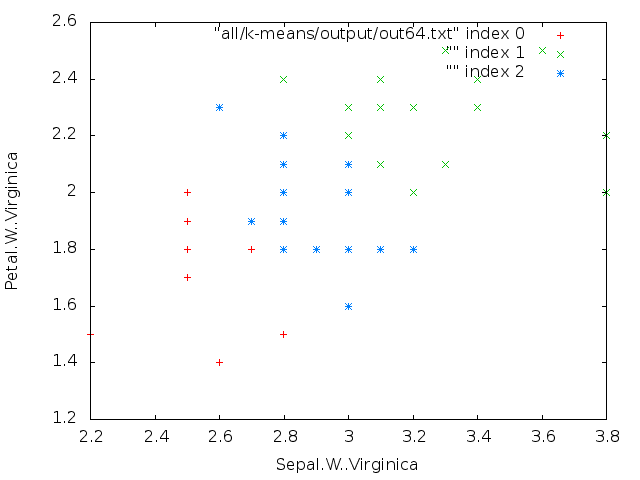 "all/k-means/output/out64.txt" index 0
"" index 1
"" index 2
2.6
2.4
2.2
2
1.8
1.6
1.4
1.2
2.2 2.4 2.6 2.8 3 3.2 3.4 3.6 3.8
Petal.W..Virginica
Sepal.W..Virginica